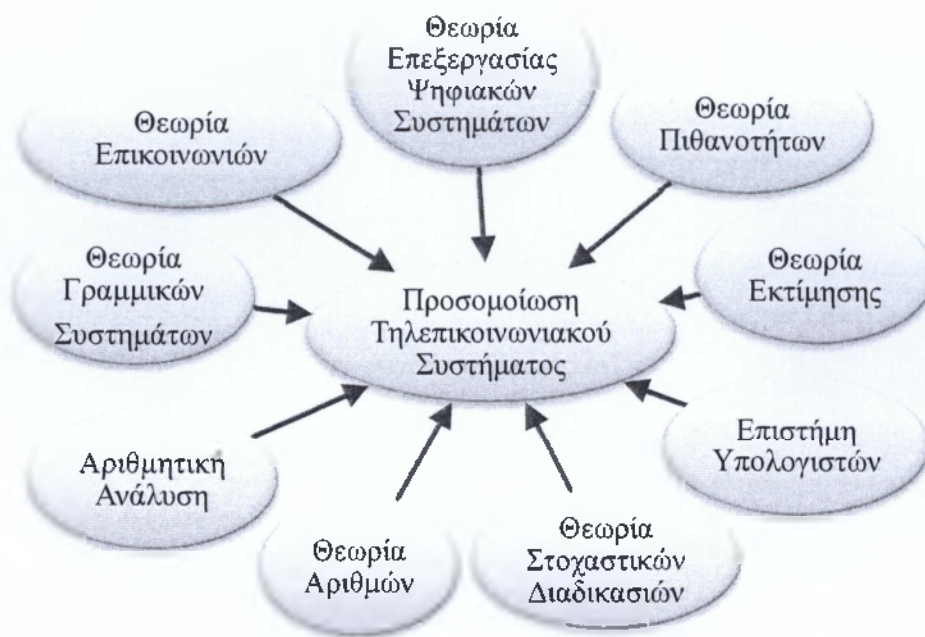 Θεωρία
Επεξεργασίας
Ψηφιακών
Συστημάτων
Θεωρία
Επικοινωνιών
Θεωρία
Πιθανοτήτων
Θεωρία
Γραμμικών
Συστημάτων
Προσομοίωση
Τηλεπικοινωνιακού
Συστήματος
Θεωρία
Εκτίμησης
Αριθμητική
Ανάλυση
Επιστήμη
Υπολογιστών
Θεωρία
Αριθμών
Θεωρία
Στοχαστικών
Διαδικασιών